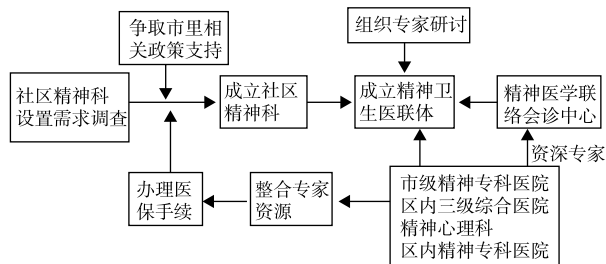 争取市里相
关政策支持
组织专家研讨
社区精神科
设置需求调查
成立社区
精神科
成立精神卫
生医联体
精神医学联
络会诊中心
资深专家
办理医
保手续
整合专家
资源
市级精神专科医院
区内三级综合医院
精神心理科
区内精神专科医院